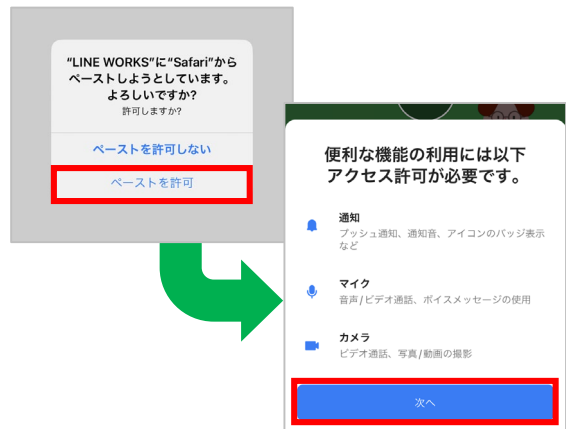 “LINE WORKS”に“Safari”から
ペーストしようとしています。
よろしいですか?
許可しますか?
ペーストを許可しない
ペーストを許可
便利な機能の利用には以下
アクセス許可が必要です。
通知
プッシュ通知、通知音、アイコンのバッジ表示
など
マイク
音声/ビデオ通話、ボイスメッセージの使用
カメラ
ビデオ通話、写真/動画の撮影
次へ